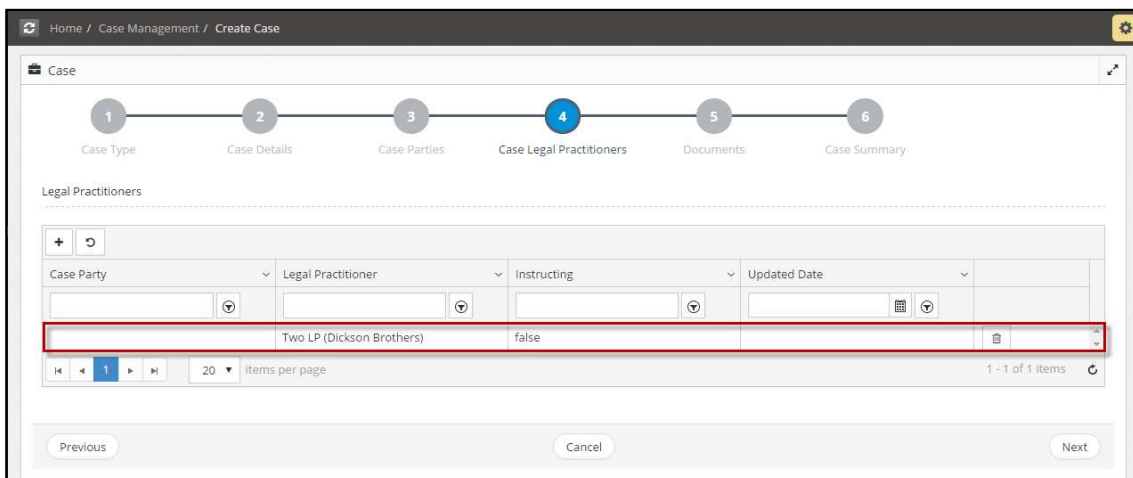 Home / Case Management / Create Case
Case
1 2 3 4 5 6
Case Type Case Details Case Parties Case Legal Practitioners Documents Case Summary
Legal Practitioners
Case Party Legal Practitioner Instructing Updated Date
Two LP (Dickson Brothers) false
1 20 items per page 1 - 1 of 1 items
Previous Cancel Next